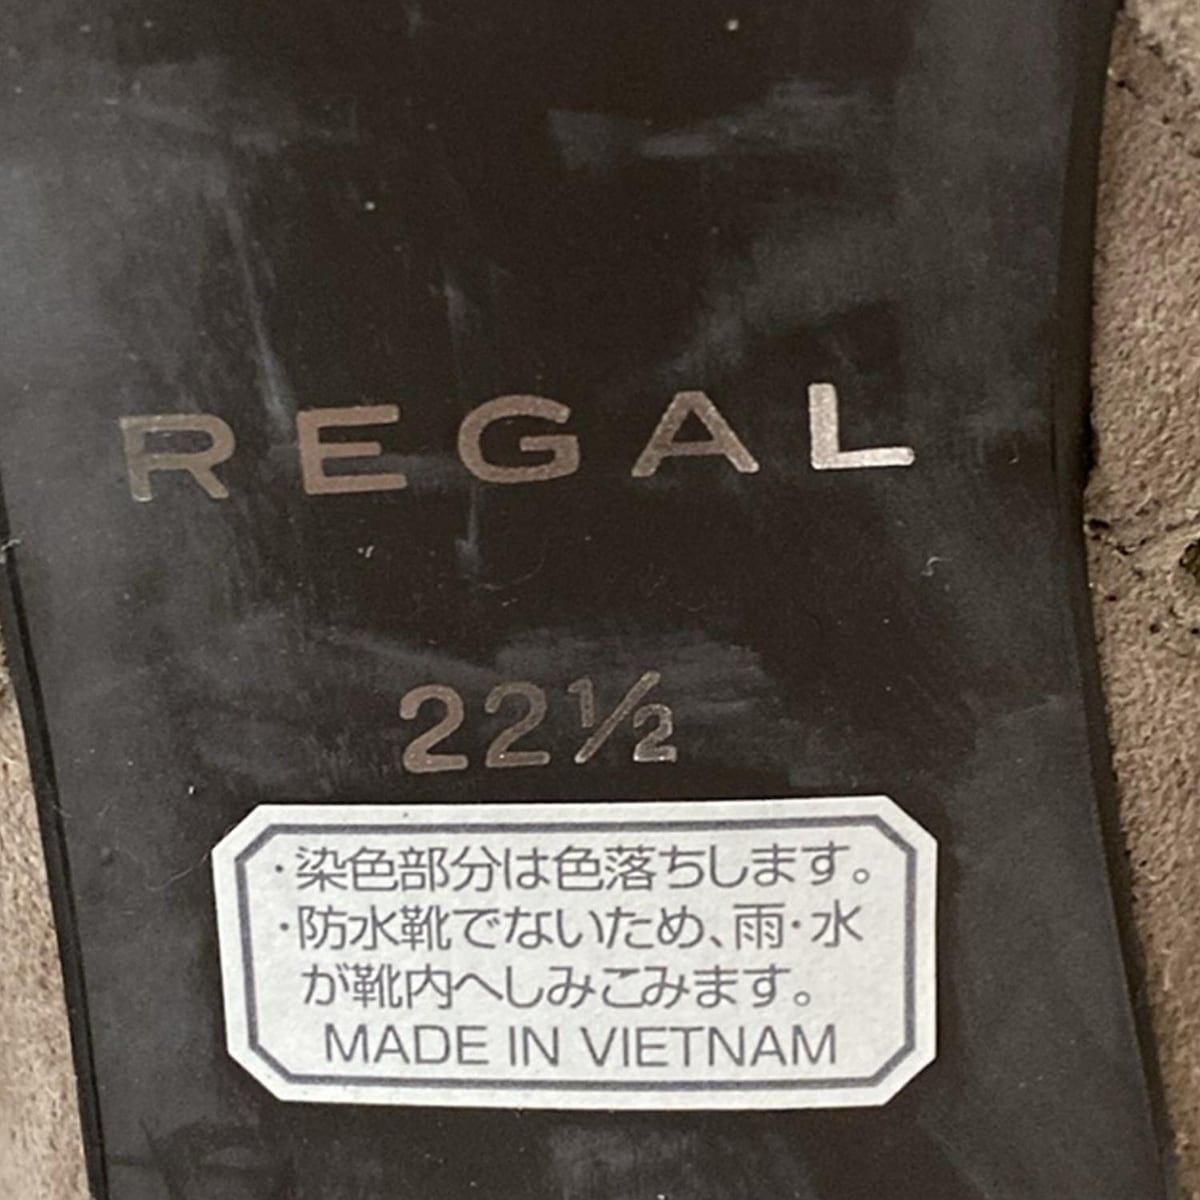 REGAL
22½
・染色部分は色落ちします。
・防水靴でないため、雨・水
が靴内へしみこみます。
MADE IN VIETNAM